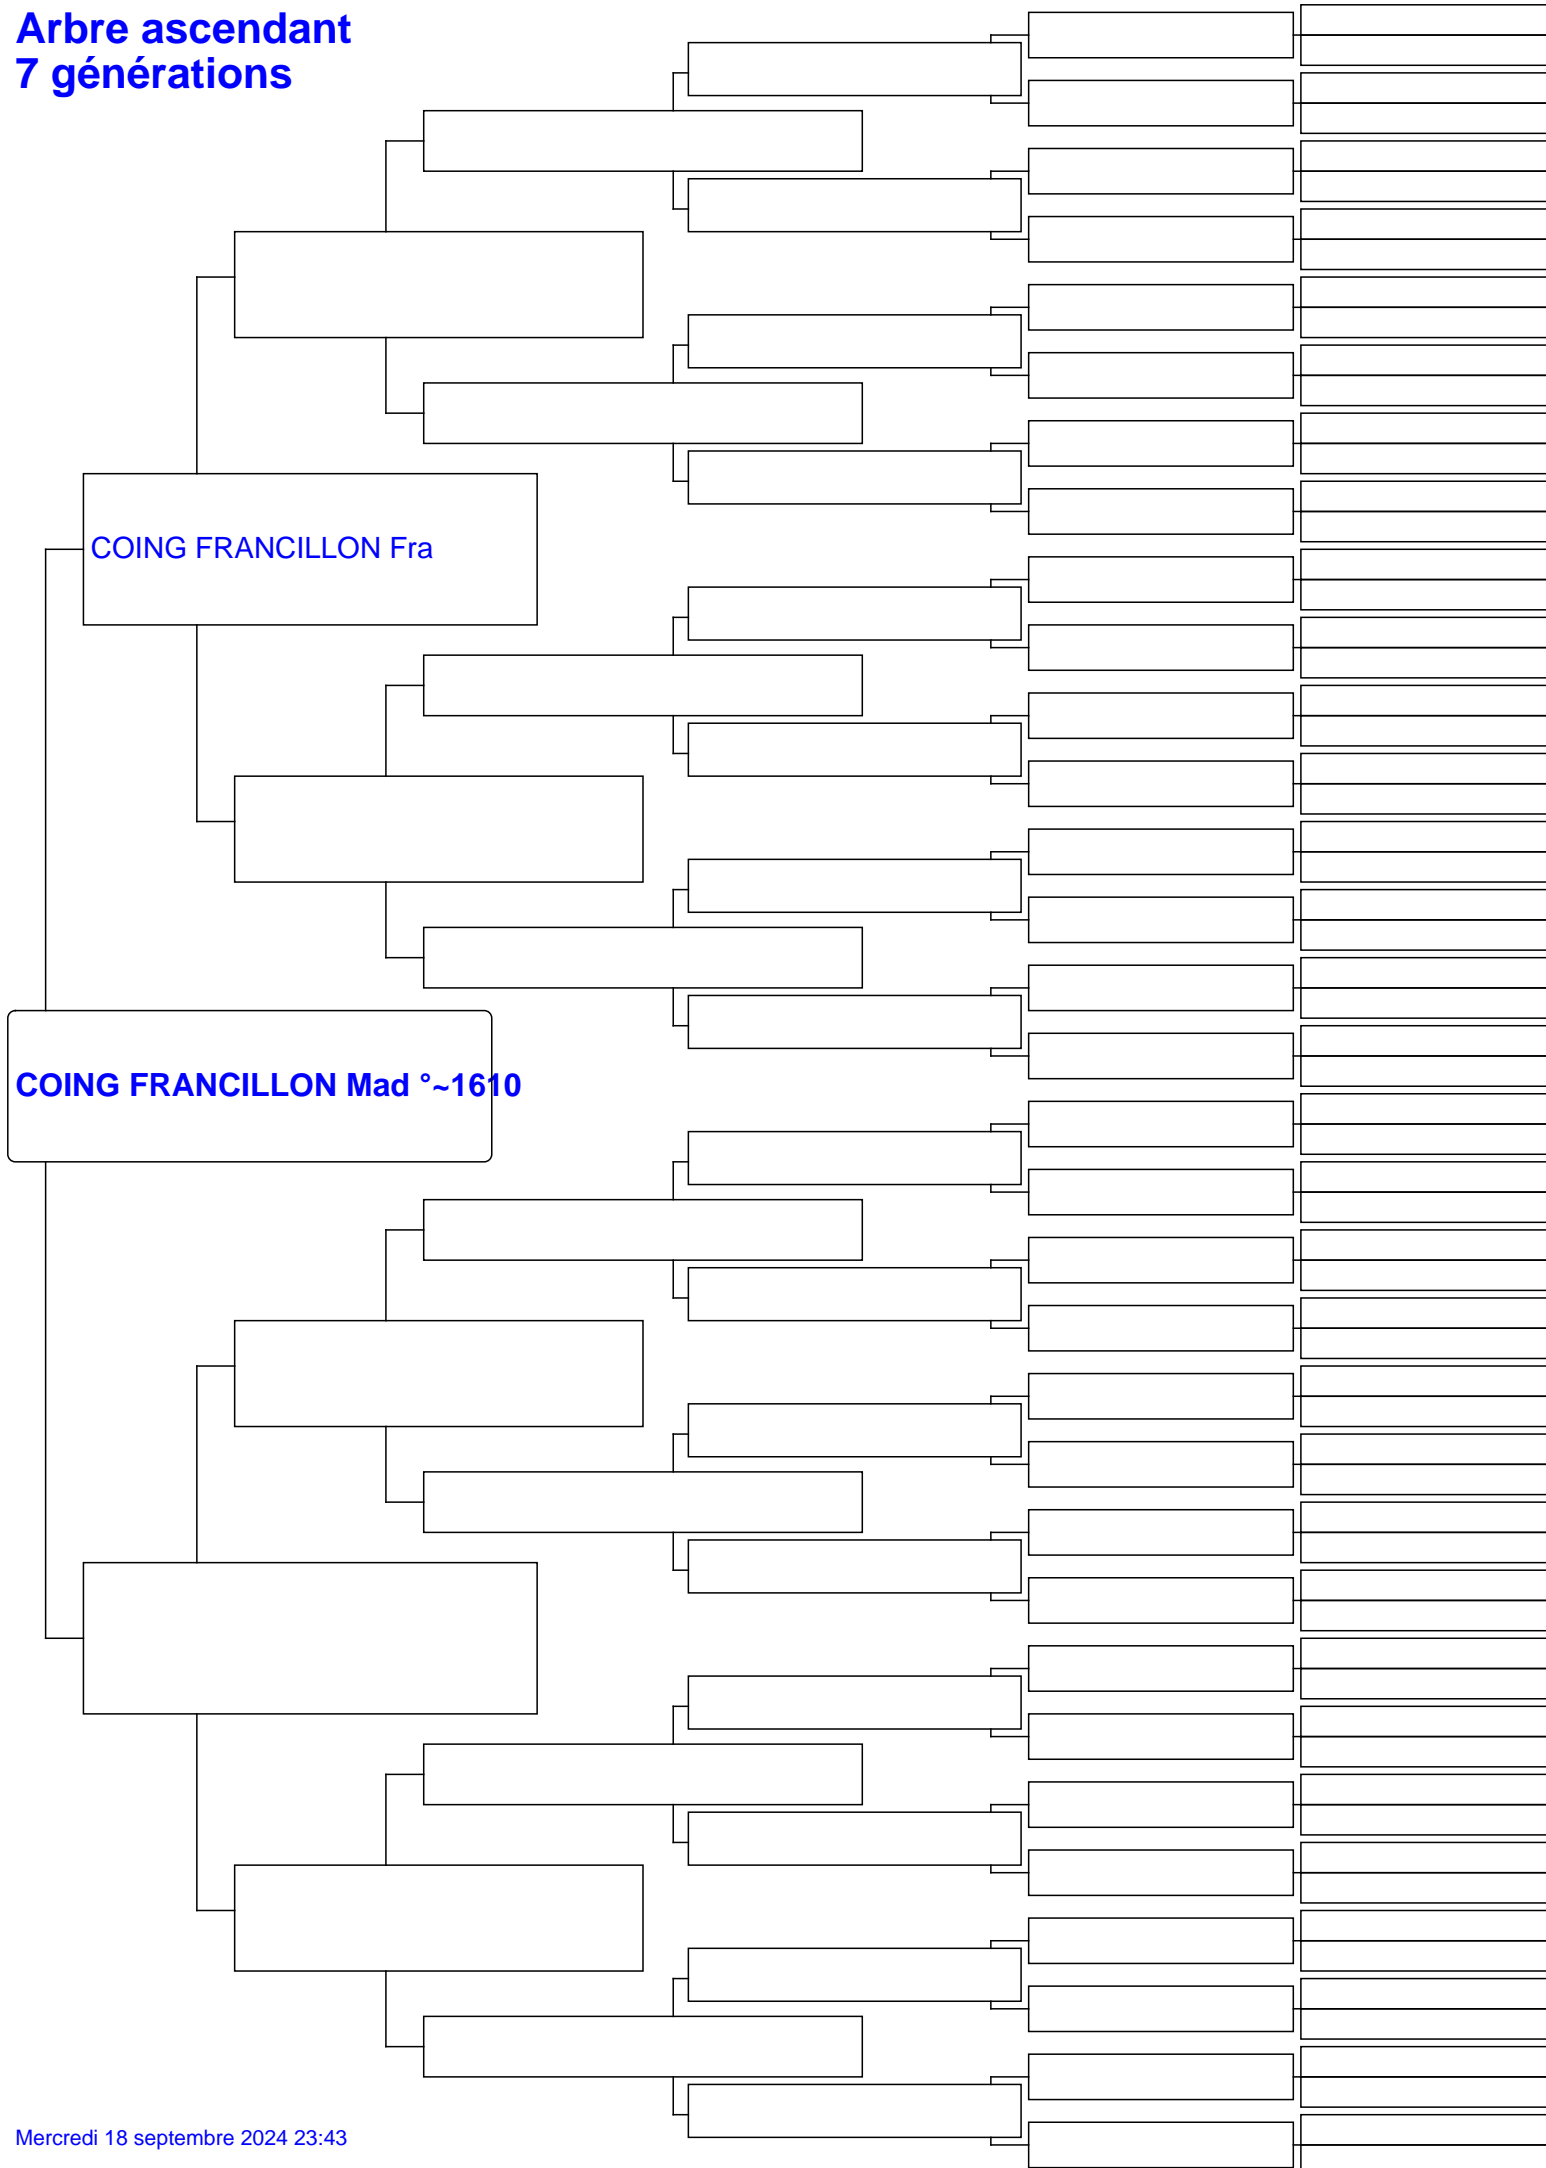 Arbre ascendant
7 générations
COING FRANCILLON Fra
COING FRANCILLON Mad °~1610
Mercredi 18 septembre 2024 23:43